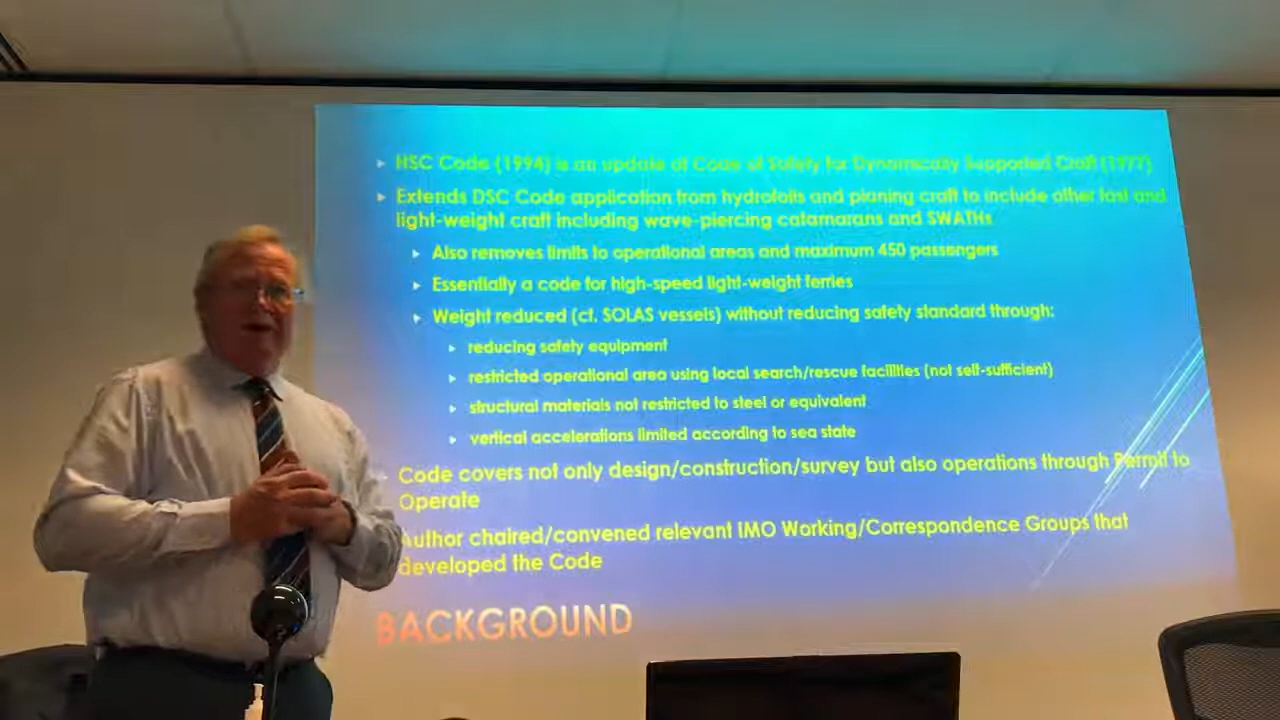 HSC Code (1994) is an update of Code of Safety for Dynamically Supported Craft (1977)
Extends DSC Code application from hydrofoils and planing craft to include other fast and
light-weight craft including wave-piercing catamarans and SWATHs
Also removes limits to operational areas and maximum 450 passengers
Essentially a code for high-speed light-weight ferries
Weight reduced (cf. SOLAS vessels) without reducing safety standard through:
reducing safety equipment
restricted operational area using local search/rescue facilities (not self-sufficient)
structural materials not restricted to steel or equivalent
vertical accelerations limited according to sea state
Code covers not only design/construction/survey but also operations through Permit to
Operate
Author chaired/convened relevant IMO Working/Correspondence Groups that
developed the Code
BACKGROUND